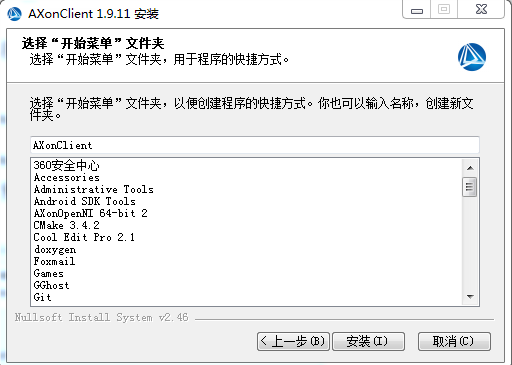 AXonClient 1.9.11 安装
选择“开始菜单”文件夹
选择“开始菜单”文件夹，用于程序的快捷方式。
选择“开始菜单”文件夹，以便创建程序的快捷方式。你也可以输入名称，创建新文
件夹。
AXonClient
360安全中心
Accessories
Administrative Tools
Android SDK Tools
AXonOpenNI 64-bit 2
CMake 3.4.2
Cool Edit Pro 2.1
doxygen
Foxmail
Games
GGhost
Git
Nullsoft Install System v2.46
< 上一步(B)
安装(I)
取消(C)